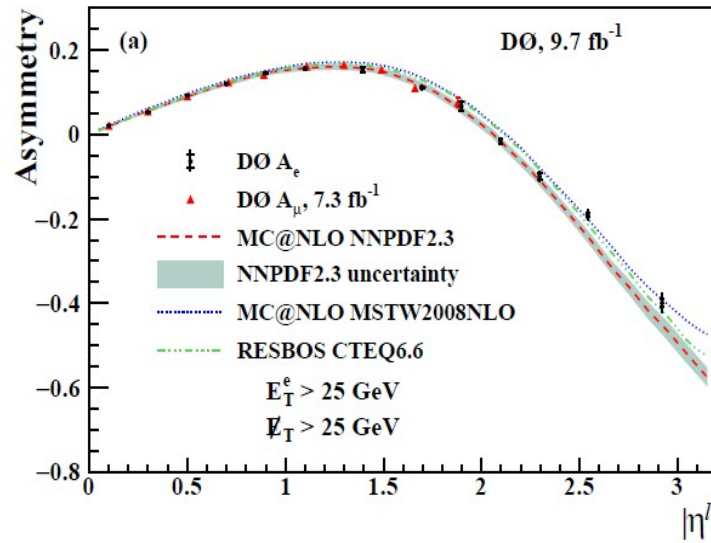 (a)
DØ, 9.7 fb⁻¹
Asymmetry
0.2
0
−0.2
−0.4
−0.6
−0.8
DØ Aₑ
DØ A_μ, 7.3 fb⁻¹
MC@NLO NNPDF2.3
NNPDF2.3 uncertainty
MC@NLO MSTW2008NLO
RESBOS CTEQ6.6
E_T^e > 25 GeV
E̸_T > 25 GeV
0 0.5 1 1.5 2 2.5 3
|η^l